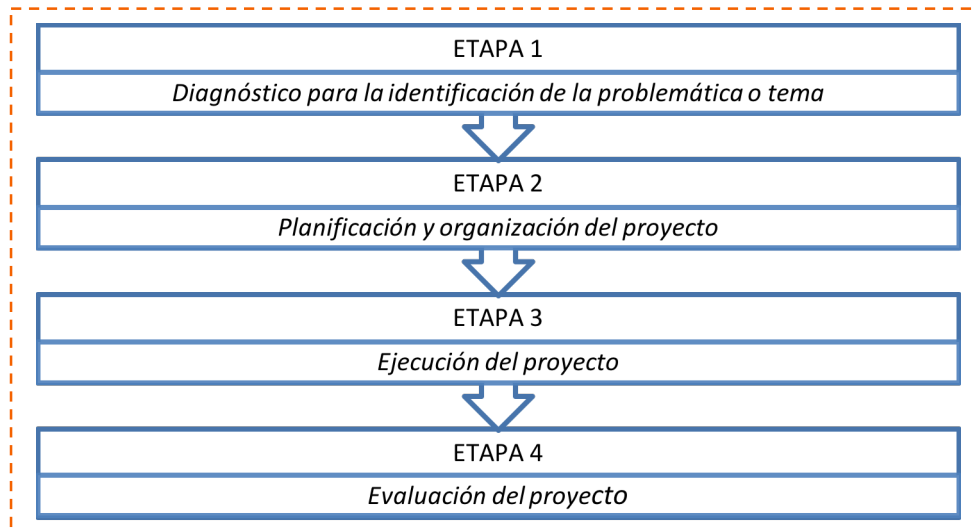 ETAPA 1
Diagnóstico para la identificación de la problemática o tema
ETAPA 2
Planificación y organización del proyecto
ETAPA 3
Ejecución del proyecto
ETAPA 4
Evaluación del proyecto